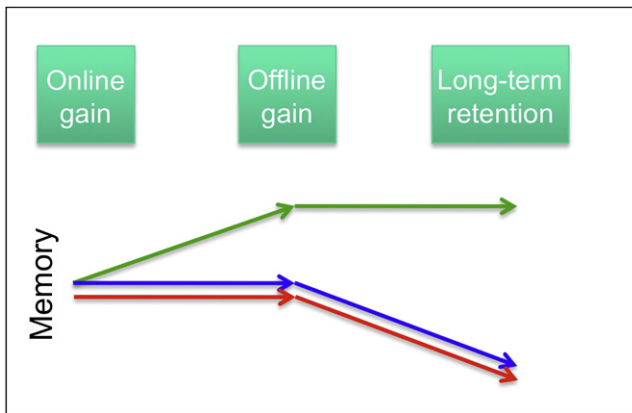 Online
gain
Offline
gain
Long-term
retention
Memory